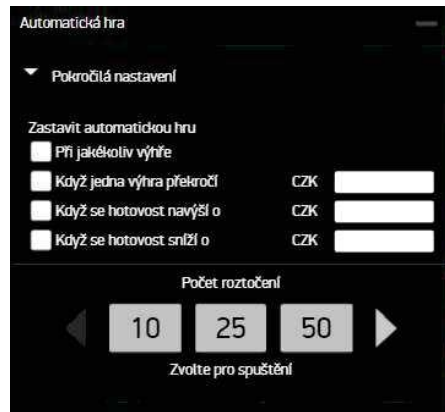 Automatická hra
Pokročilá nastavení
Zastavit automatickou hru
Při jakékoliv výhře
Když jedna výhra překročí CZK
Když se hotovost navýší o CZK
Když se hotovost sníží o CZK
Počet roztočení
10 25 50
Zvolte pro spuštění